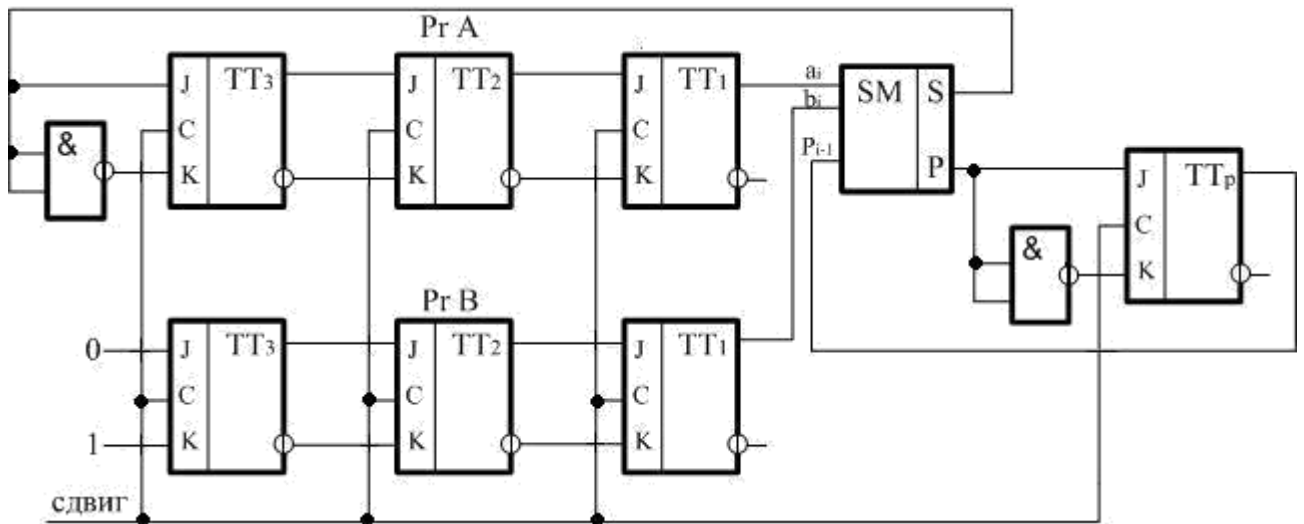 Pr A
J TT3 J TT2 J TT1 ai SM S
bi
& C C C
K K K Pi-1 P J TTp
C
& K
Pr B
0 J TT3 J TT2 J TT1
C C C
1 K K K
сдвиг